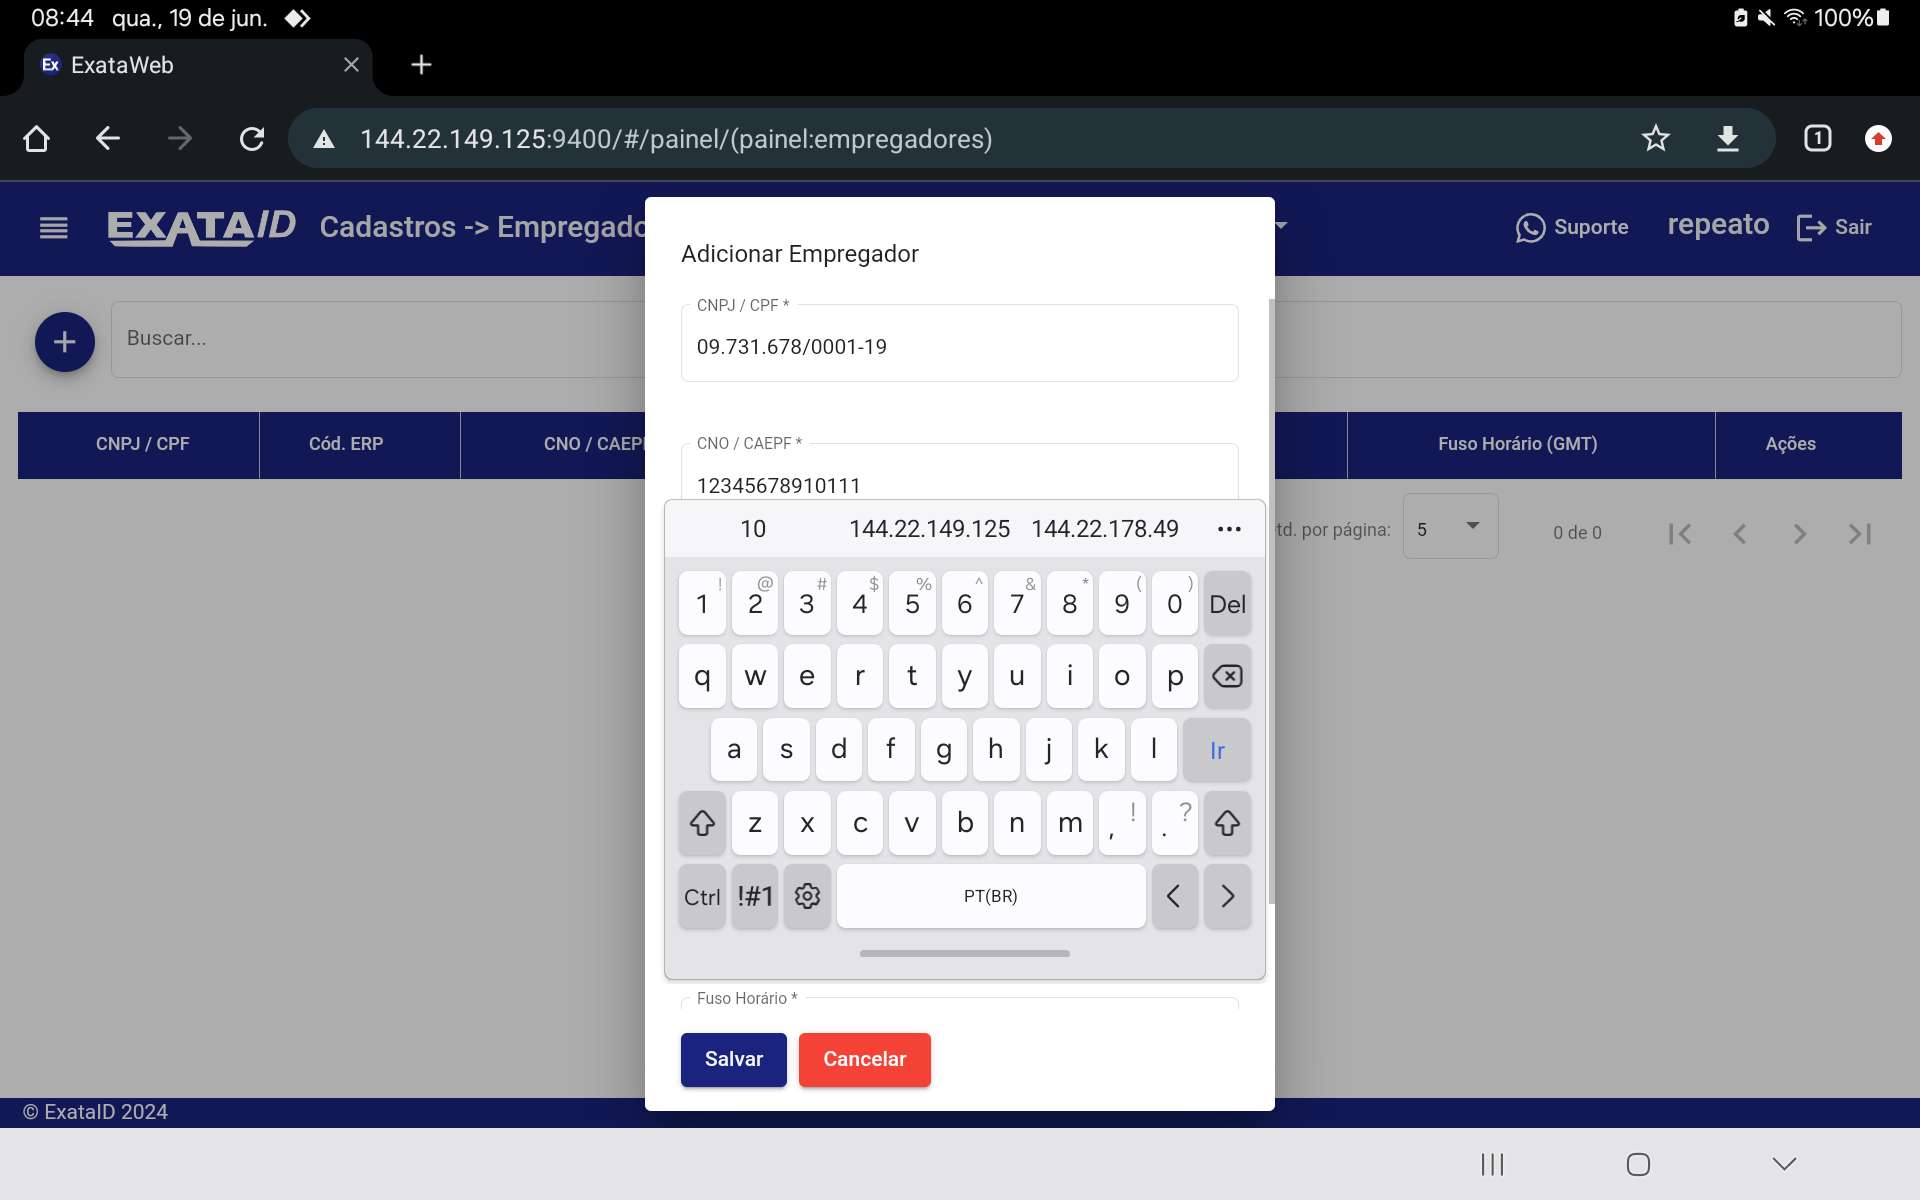 08:44 qua., 19 de jun. 100%
Ex ExataWeb
144.22.149.125:9400/#/painel/(painel:empregadores) 1
EXATAID Cadastros -> Empregado Suporte repeato Sair
Adicionar Empregador
CNPJ / CPF *
09.731.678/0001-19
Buscar...
CNPJ / CPF Cód. ERP CNO / CAEP Fuso Horário (GMT) Ações
CNO / CAEPF *
12345678910111
td. por página: 5 0 de 0
10 144.22.149.125 144.22.178.49 •••
! @ # $ % ^ & * ( )
1 2 3 4 5 6 7 8 9 0 Del
q w e r t y u i o p
a s d f g h j k l Ir
z x c v b n m , ! . ?
Ctrl !#1 PT(BR) < >
Fuso Horário *
Salvar Cancelar
© ExataID 2024